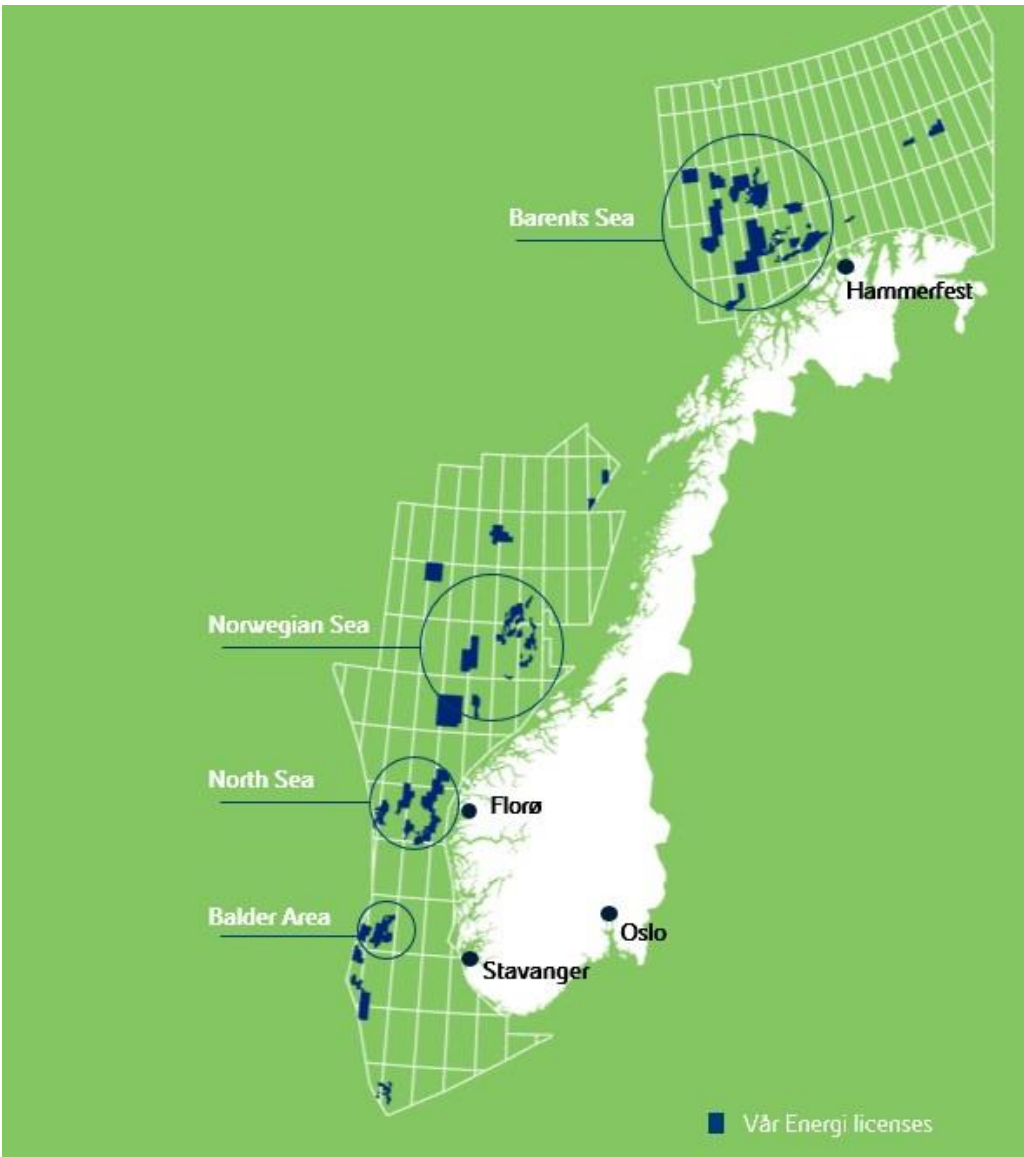 Barents Sea
Hammerfest
Norwegian Sea
North Sea
Florø
Balder Area
Oslo
Stavanger
Vår Energi licenses